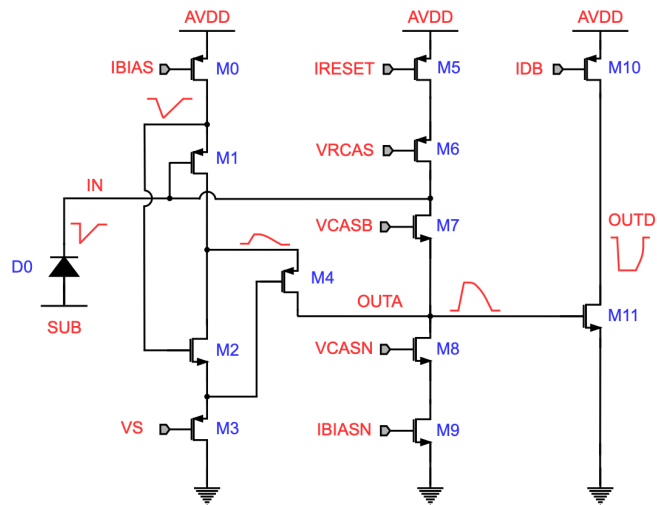 AVDD AVDD AVDD
IBIAS M0 IRESET M5 IDB M10
M1 VRCAS M6
IN
VCASB M7 OUTD
D0 M4
OUTA M11
SUB
M2 VCASN M8
VS M3 IBIASN M9